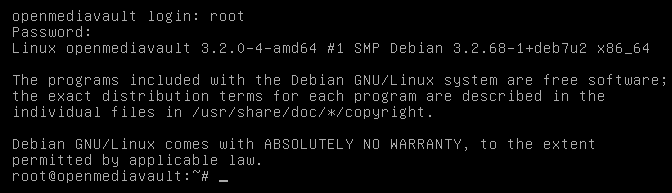 openmediavault login: root
Password:
Linux openmediavault 3.2.0-4-amd64 #1 SMP Debian 3.2.68-1+deb7u2 x86_64
The programs included with the Debian GNU/Linux system are free software;
the exact distribution terms for each program are described in the
individual files in /usr/share/doc/*/copyright.
Debian GNU/Linux comes with ABSOLUTELY NO WARRANTY, to the extent
permitted by applicable law.
root@openmediavault:~# _